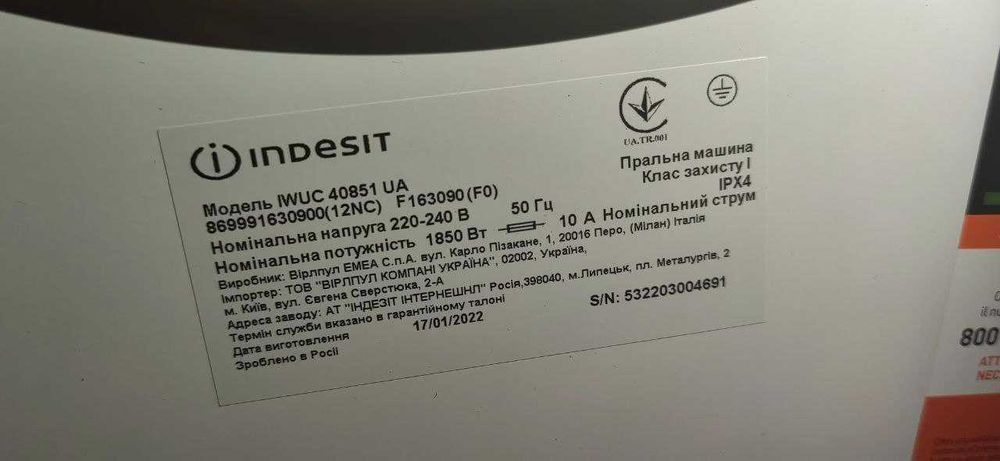 INDESIT
UA.TR.001
Модель IWUC 40851 UA
Пральна машина
869991630900(12NC) F163090 (F0)
Клас захисту I
Номінальна напруга 220-240 В 50 Гц
IPX4
Номінальна потужність 1850 Вт 10 А Номінальний струм
Виробник: Вірлпул ЕМЕА С.п.А. вул. Карло Пізакане, 1, 20016 Перо, (Мілан) Італія
Імпортер: ТОВ "ВІРЛПУЛ КОМПАНІ УКРАЇНА", 02002, Україна,
м. Київ, вул. Євгена Сверстюка, 2-А
Адреса заводу: АТ "ІНДЕЗІТ ІНТЕРНЕШНЛ" Росія,398040, м.Липецьк, пл. Металургів, 2
Термін служби вказано в гарантійному талоні
S/N: 532203004691
Дата виготовлення 17/01/2022
Зроблено в Росії
800